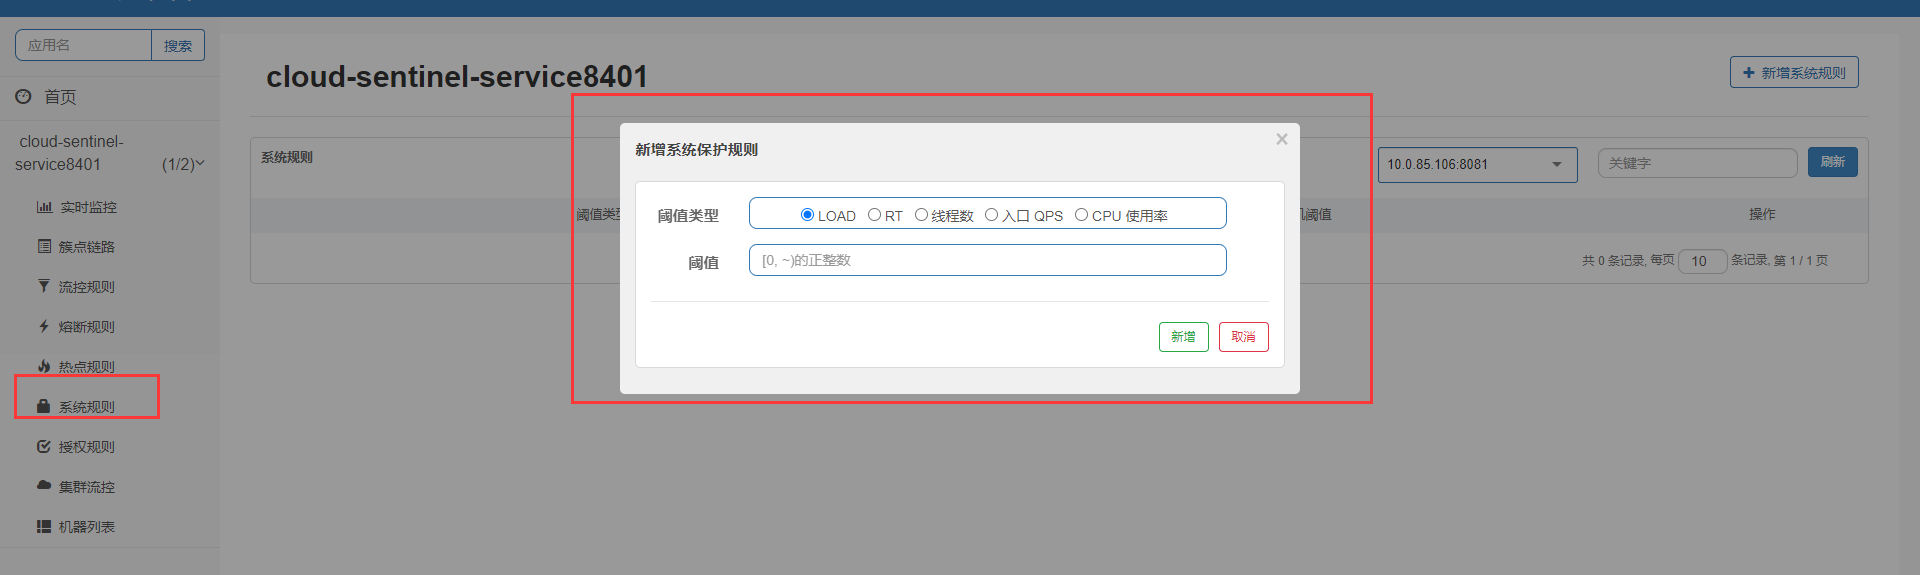 应用名 搜索
首页
cloud-sentinel-
service8401 (1/2)
实时监控
簇点链路
流控规则
熔断规则
热点规则
系统规则
授权规则
集群流控
机器列表
cloud-sentinel-service8401
+ 新增系统规则
系统规则
10.0.85.106:8081 关键字 刷新
阈值类 阈值 操作
共 0 条记录, 每页 10 条记录, 第 1 / 1 页
新增系统保护规则 ×
阈值类型 LOAD RT 线程数 入口 QPS CPU 使用率
阈值 [0, ~)的正整数
新增 取消